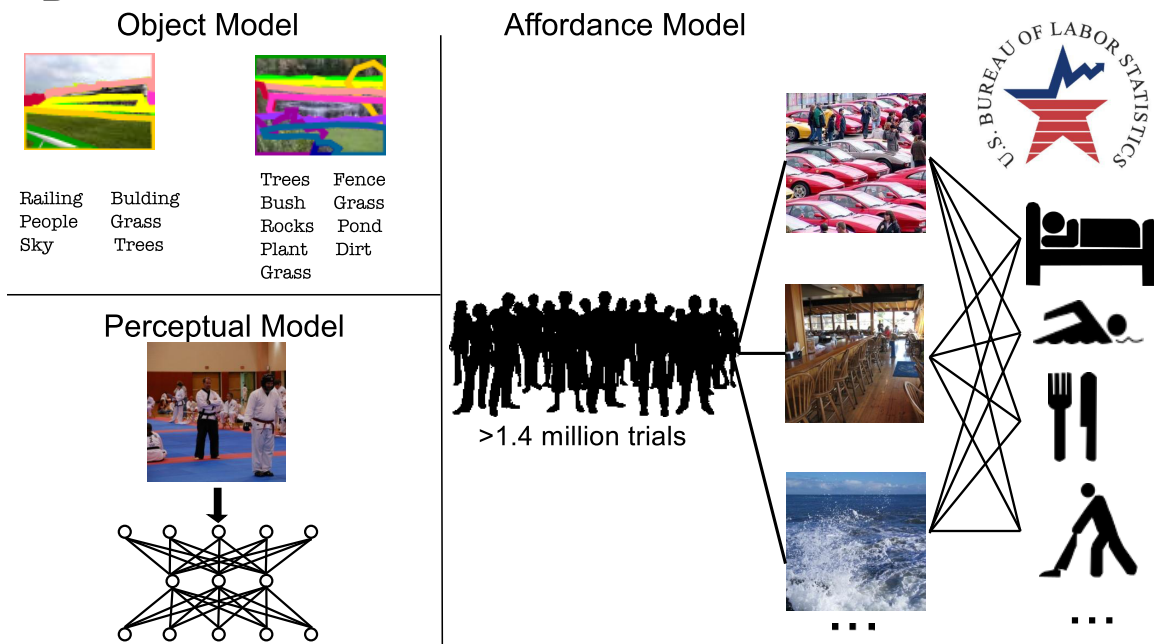 Object Model
Railing Bulding
People Grass
Sky Trees
Trees Fence
Bush Grass
Rocks Pond
Plant Dirt
Grass
Perceptual Model
Affordance Model
>1.4 million trials
...
U.S. BUREAU OF LABOR STATISTICS
...